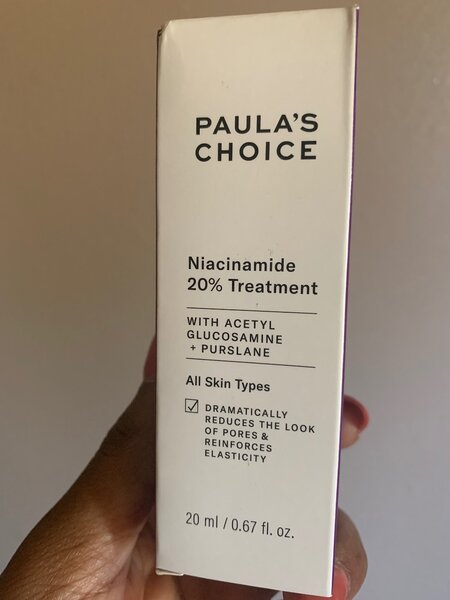 PAULA'S
CHOICE
Niacinamide
20% Treatment
WITH ACETYL
GLUCOSAMINE
+ PURSLANE
All Skin Types
☑ DRAMATICALLY
REDUCES THE LOOK
OF PORES &
REINFORCES
ELASTICITY
20 ml / 0.67 fl. oz.